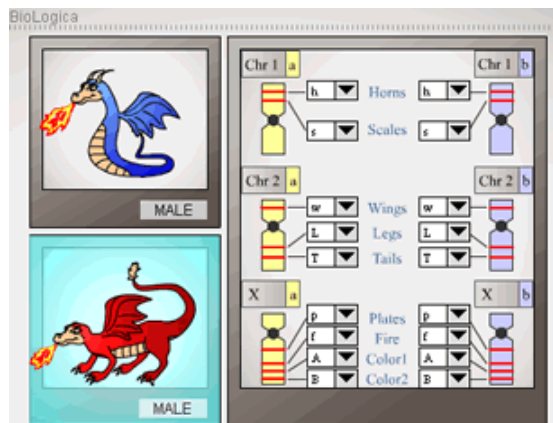 BioLogica
Chr 1 a Chr 1 b
h Horns h
s Scales s
Chr 2 a Chr 2 b
MALE
w Wings w
L Legs L
T Tails T
X a X b
p Plates p
f Fire f
A Color1 A
B Color2 B
MALE